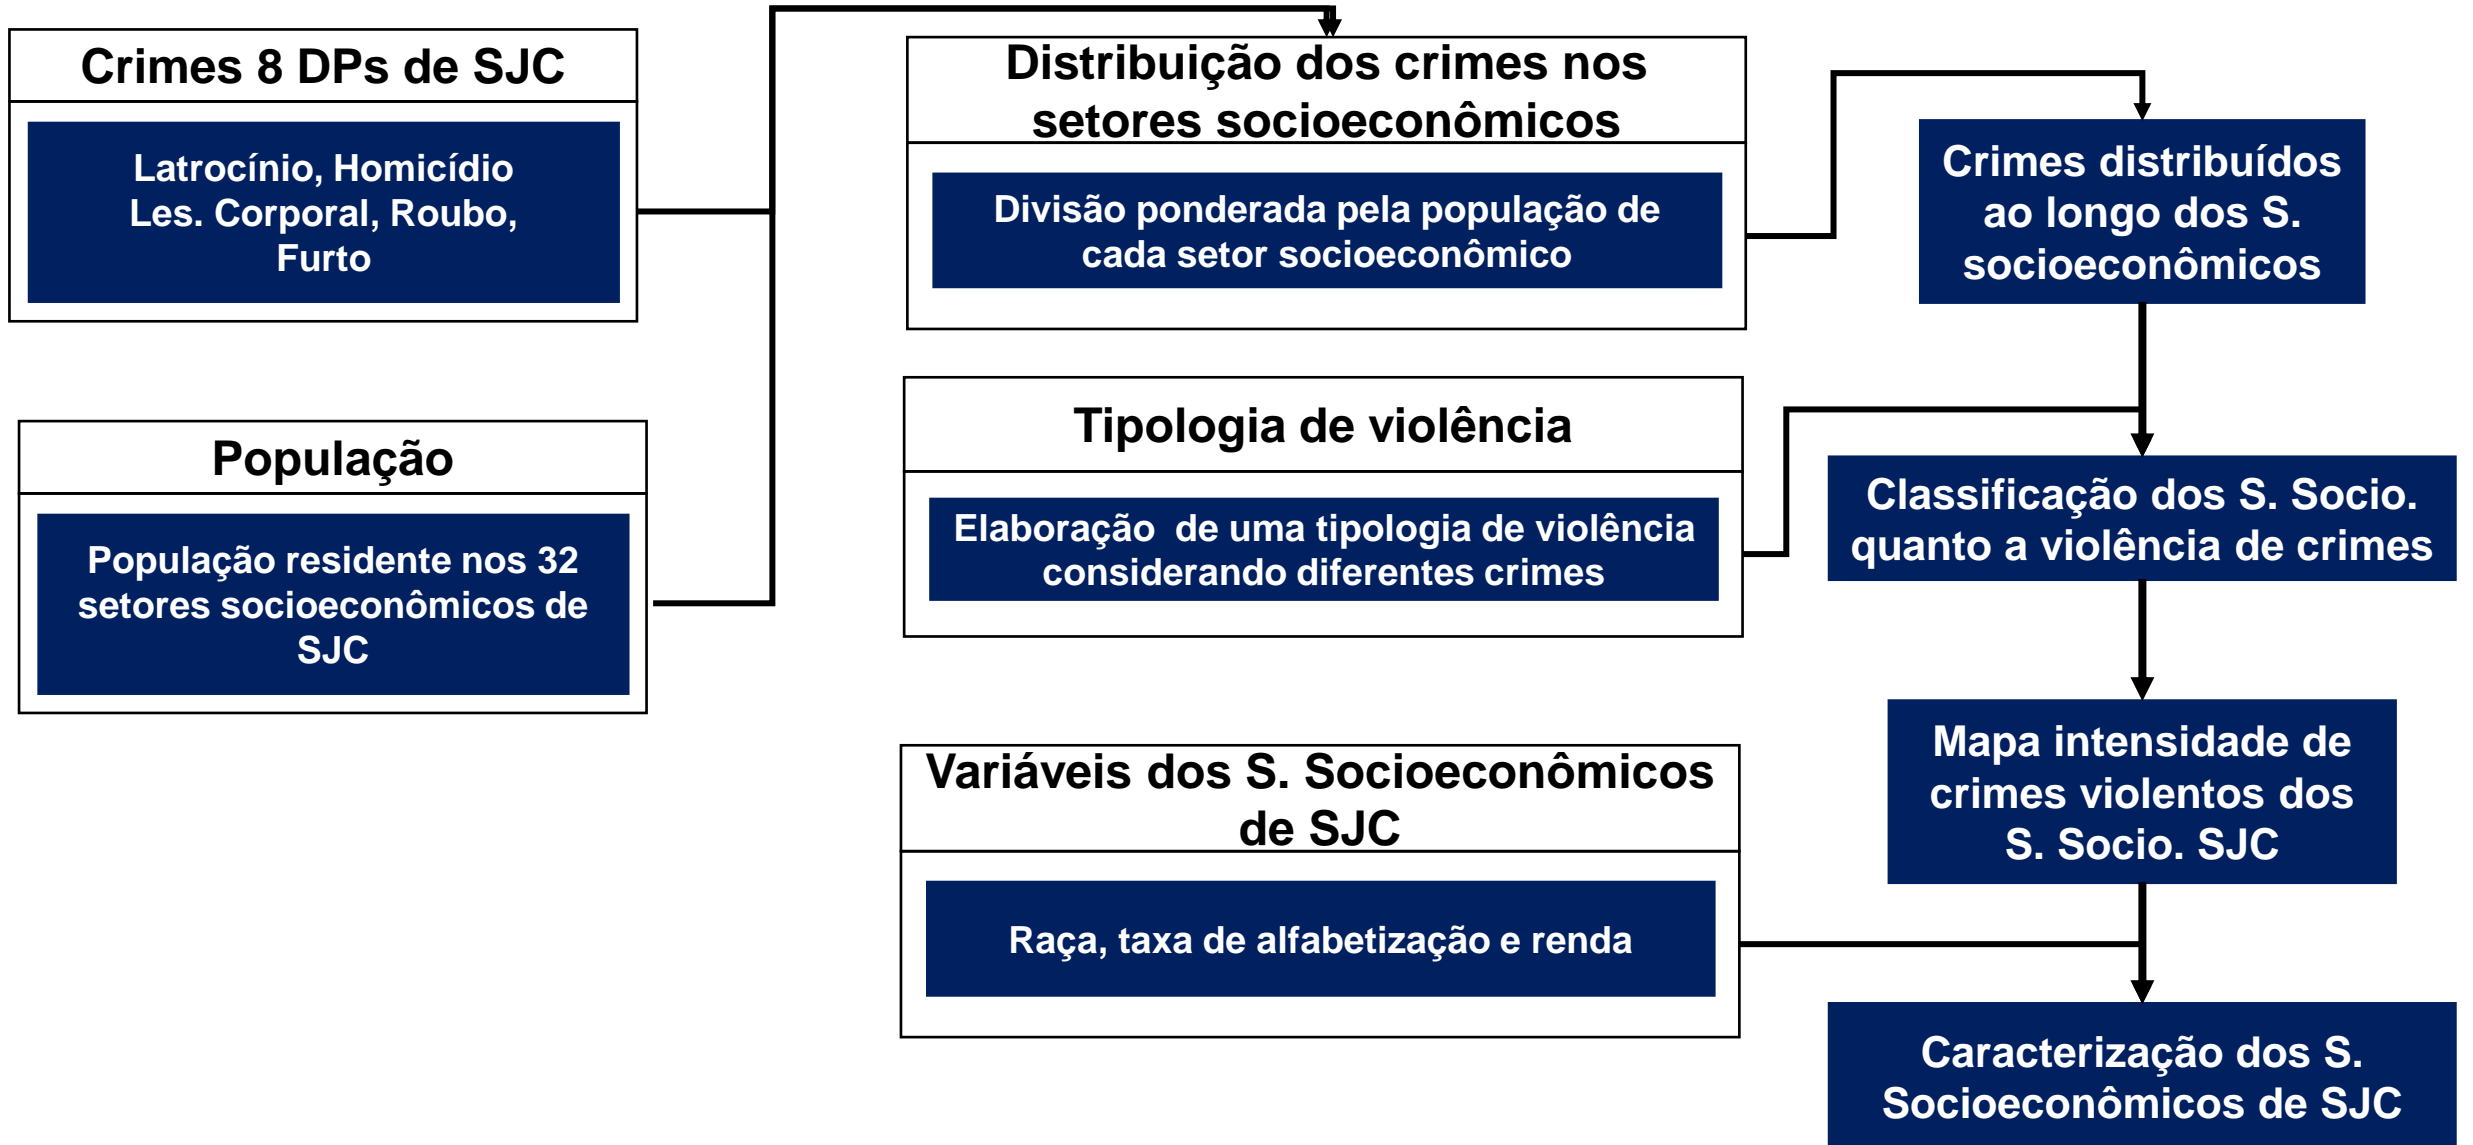 Crimes 8 DPs de SJC
Latrocínio, Homicídio
Les. Corporal, Roubo,
Furto
População
População residente nos 32
setores socioeconômicos de
SJC
Distribuição dos crimes nos
setores socioeconômicos
Divisão ponderada pela população de
cada setor socioeconômico
Tipologia de violência
Elaboração  de uma tipologia de violência
considerando diferentes crimes
Variáveis dos S. Socioeconômicos
de SJC
Raça, taxa de alfabetização e renda
Crimes distribuídos
ao longo dos S.
socioeconômicos
Classificação dos S. Socio.
quanto a violência de crimes
Mapa intensidade de
crimes violentos dos
S. Socio. SJC
Caracterização dos S.
Socioeconômicos de SJC